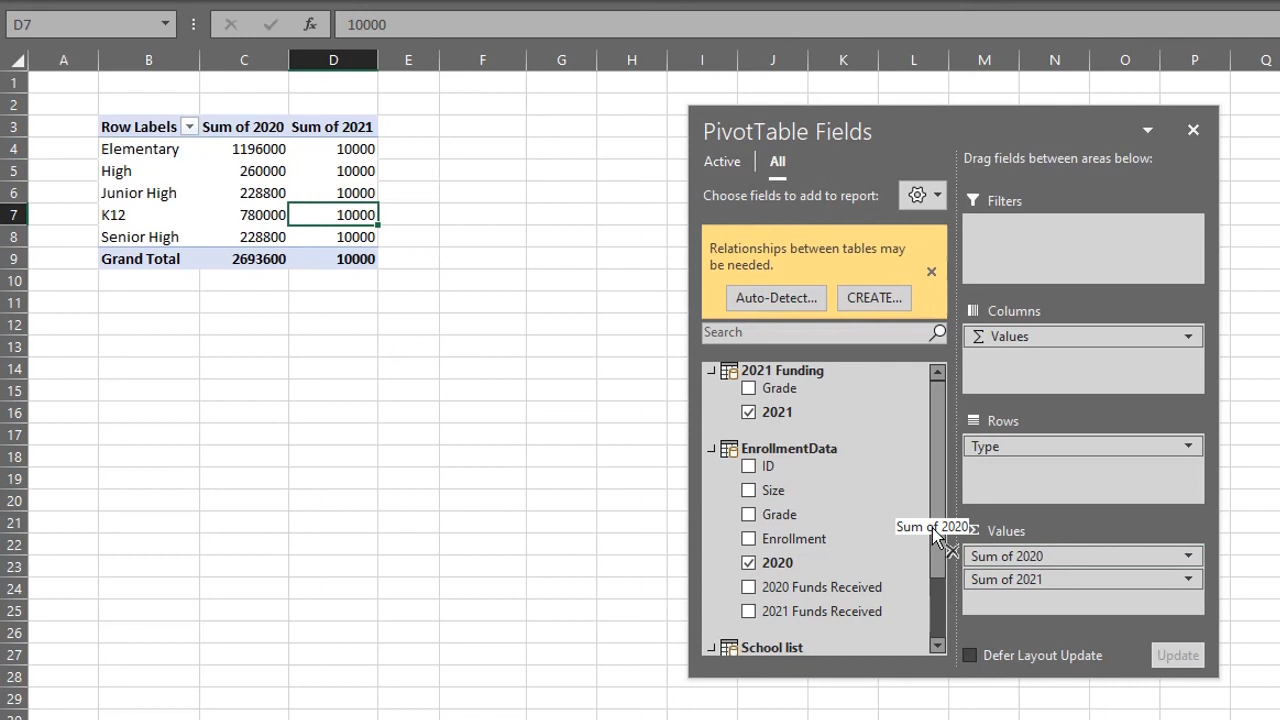 D7 10000
A B C D E F G H I J K L M N O P Q
1
2
3 Row Labels Sum of 2020 Sum of 2021
4 Elementary 1196000 10000
5 High 260000 10000
6 Junior High 228800 10000
7 K12 780000 10000
8 Senior High 228800 10000
9 Grand Total 2693600 10000
10
11
12
13
14
15
16
17
18
19
20
21
22
23
24
25
26
27
28
29
PivotTable Fields
Active All
Choose fields to add to report:
Relationships between tables may
be needed.
Auto-Detect... CREATE...
Search
2021 Funding
Grade
2021
EnrollmentData
ID
Size
Grade
Enrollment
2020
2020 Funds Received
2021 Funds Received
School list
Sum of 2020
Drag fields between areas below:
Filters
Columns
Σ Values
Rows
Type
Σ Values
Sum of 2020
Sum of 2021
Defer Layout Update Update